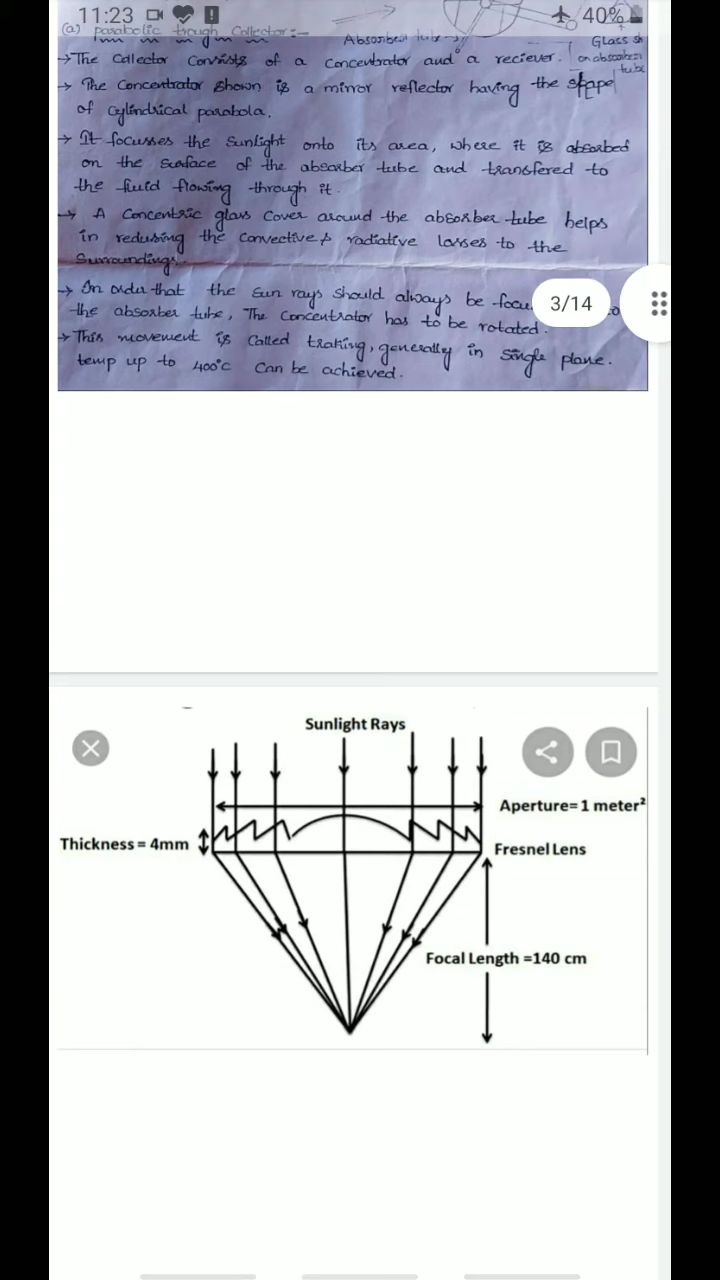 11:23
40%
(a) parabolic trough Collector:-
Absorber tube
Glass
→The Collector Consists of a Concentrator and a reciever.
on absorber
tube
→ The Concentrator Shown is a mirror reflector having the shape
of Cylindrical parabola.
→ It focusses the Sunlight onto its area, where it is absorbed
on the surface of the absorber tube and transfered to
the fluid flowing through it.
→ A Concentric glass Cover around the absorber tube helps
in redusing the Convective & radiative losses to the
Surroundings.
→ In order that the Sun rays should always be
the absorber tube, The Concentrator has to be rotated.
3/14
→ This movement is Called traking, generally in single plane.
temp up to 400°C Can be achieved.
Sunlight Rays
Aperture= 1 meter²
Thickness = 4mm
Fresnel Lens
Focal Length =140 cm